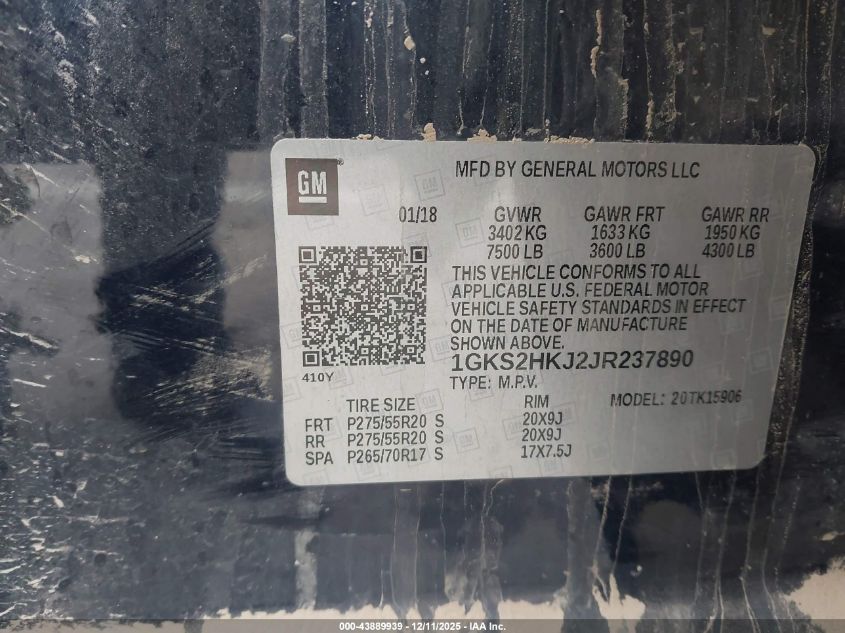 GM
MFD BY GENERAL MOTORS LLC
01/18 GVWR GAWR FRT GAWR RR
3402 KG 1633 KG 1950 KG
7500 LB 3600 LB 4300 LB
THIS VEHICLE CONFORMS TO ALL
APPLICABLE U.S. FEDERAL MOTOR
VEHICLE SAFETY STANDARDS IN EFFECT
ON THE DATE OF MANUFACTURE
SHOWN ABOVE.
1GKS2HKJ2JR237890
410Y
TYPE: M.P.V. MODEL: 20TK15906
TIRE SIZE RIM
FRT P275/55R20 S 20X9J
RR P275/55R20 S 20X9J
SPA P265/70R17 S 17X7.5J
000-43889939 - 12/11/2025 - IAA Inc.